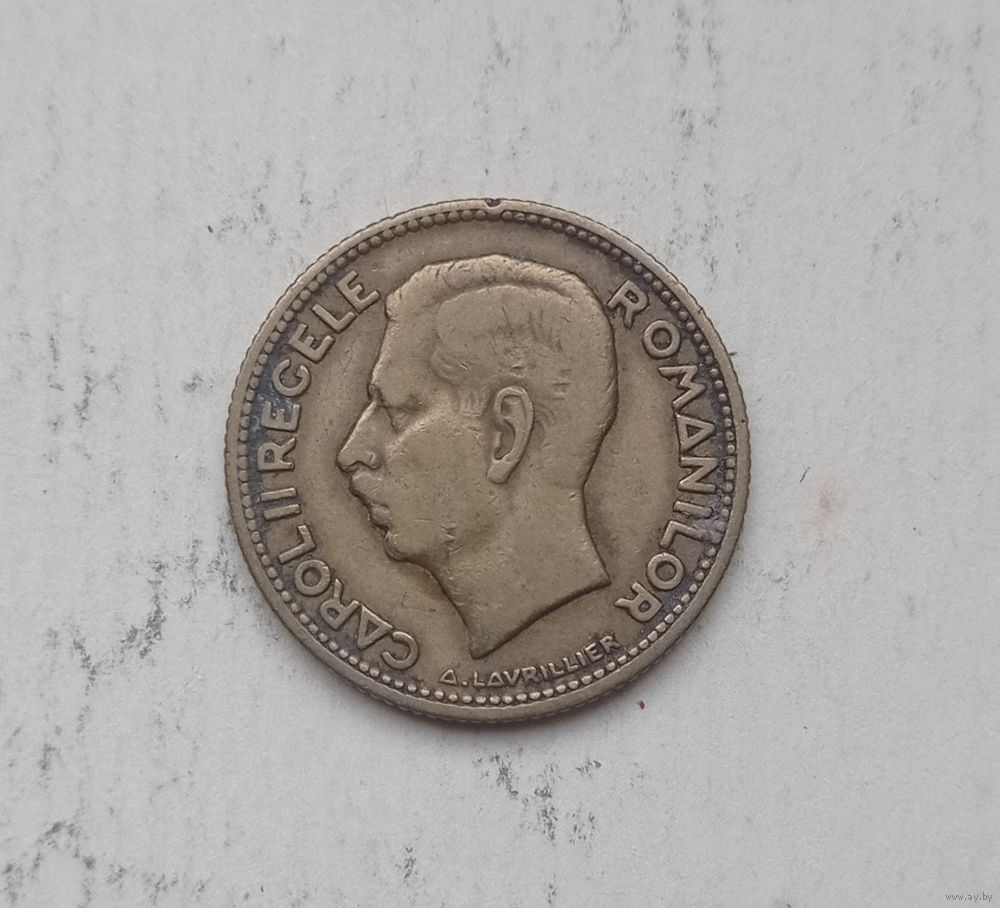 CAROL II REGELE ROMANILOR
A. LAVRILLIER
www.ay.by